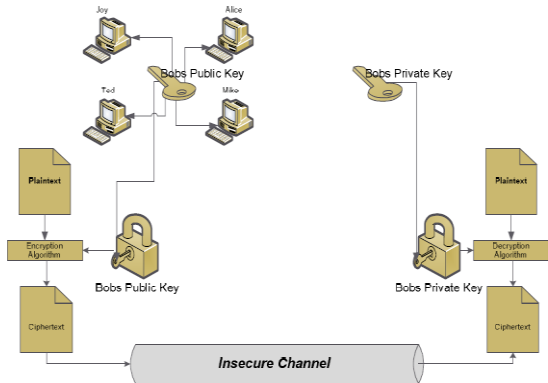 Joy
Alice
Bobs Public Key
Bobs Private Key
Ted
Mike
Plaintext
Plaintext
Encryption
Algorithm
Decryption
Algorithm
Bobs Public Key
Bobs Private Key
Ciphertext
Ciphertext
Insecure Channel